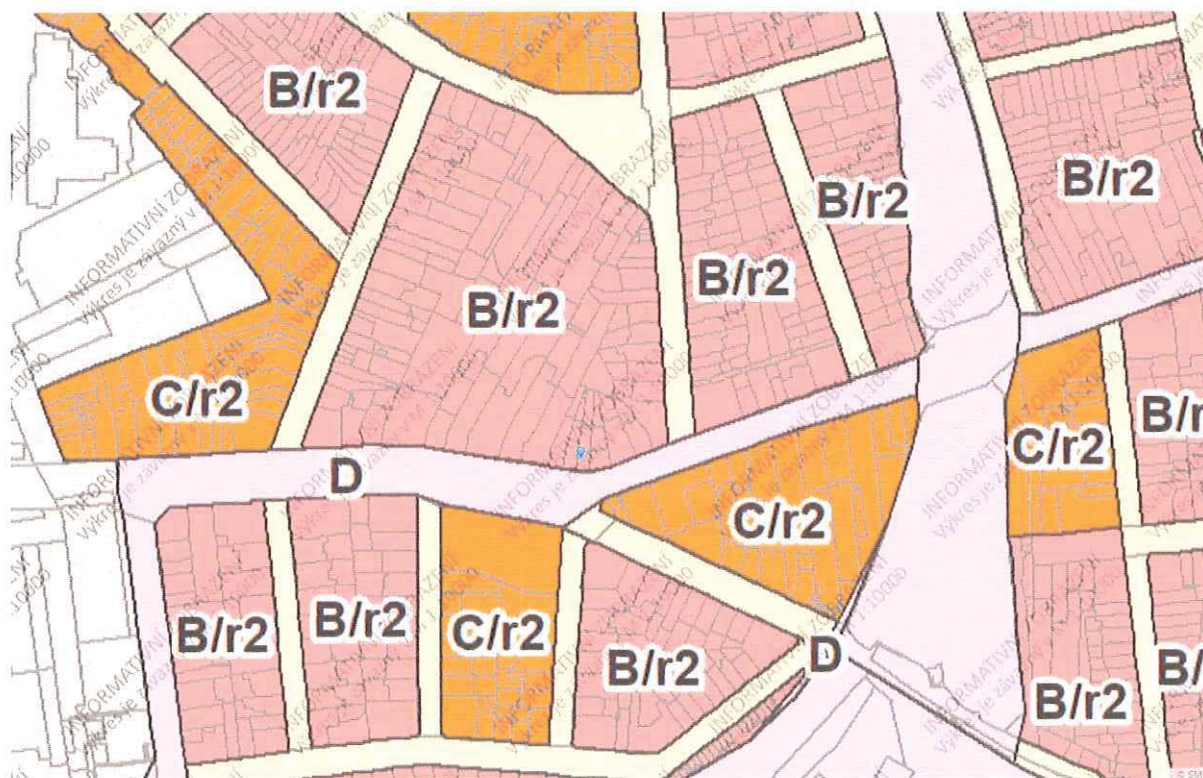 B/r2
B/r2
B/r2
B/r2
B/r2
C/r2
B/r
C/r2
D
C/r2
B/r2
B/r2
C/r2
B/r2
D
B/
B/r2
INFORMATIVNÍ ZOBRAZENÍ
Výkres je závazný v M 1:10000